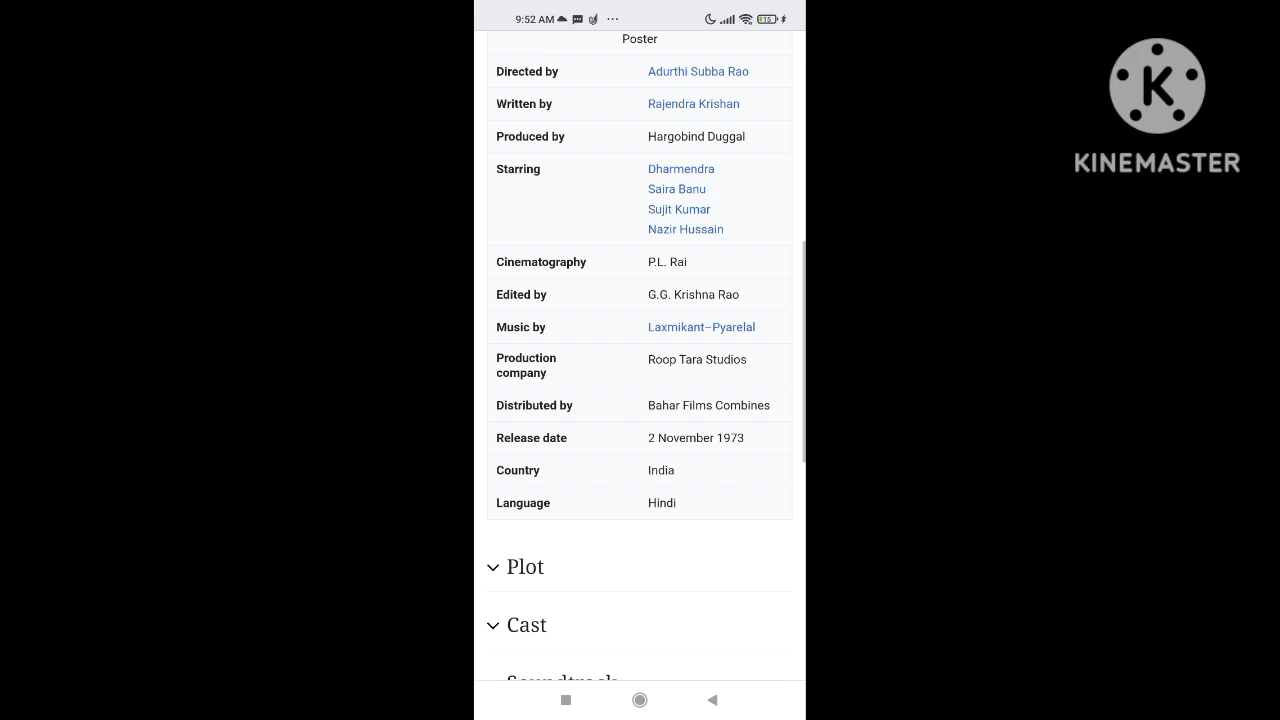 9:52 AM
15
Poster
Directed by Adurthi Subba Rao
Written by Rajendra Krishan
Produced by Hargobind Duggal
Starring Dharmendra
Saira Banu
Sujit Kumar
Nazir Hussain
Cinematography P.L. Rai
Edited by G.G. Krishna Rao
Music by Laxmikant–Pyarelal
Production company Roop Tara Studios
Distributed by Bahar Films Combines
Release date 2 November 1973
Country India
Language Hindi
Plot
Cast
Soundtrack
K
KINEMASTER